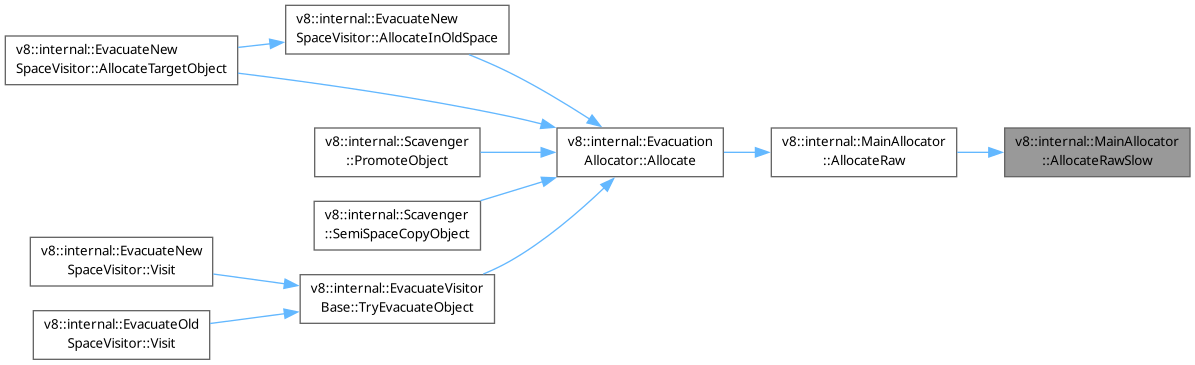 v8::internal::EvacuateNew
SpaceVisitor::AllocateInOldSpace
v8::internal::EvacuateNew
SpaceVisitor::AllocateTargetObject
v8::internal::Scavenger
::PromoteObject
v8::internal::Evacuation
Allocator::Allocate
v8::internal::MainAllocator
::AllocateRaw
v8::internal::MainAllocator
::AllocateRawSlow
v8::internal::Scavenger
::SemiSpaceCopyObject
v8::internal::EvacuateNew
SpaceVisitor::Visit
v8::internal::EvacuateVisitor
Base::TryEvacuateObject
v8::internal::EvacuateOld
SpaceVisitor::Visit